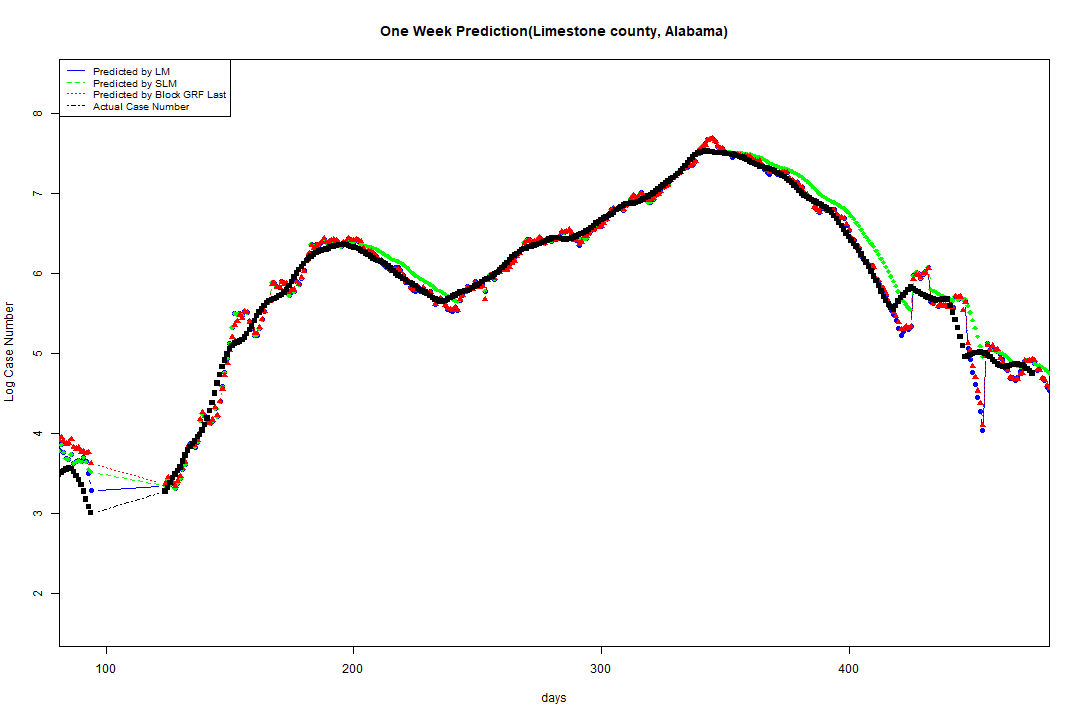 One Week Prediction(Limestone county, Alabama)
Predicted by LM
Predicted by SLM
Predicted by Block GRF Last
Actual Case Number
8
7
6
5
4
3
2
Log Case Number
100 200 300 400
days